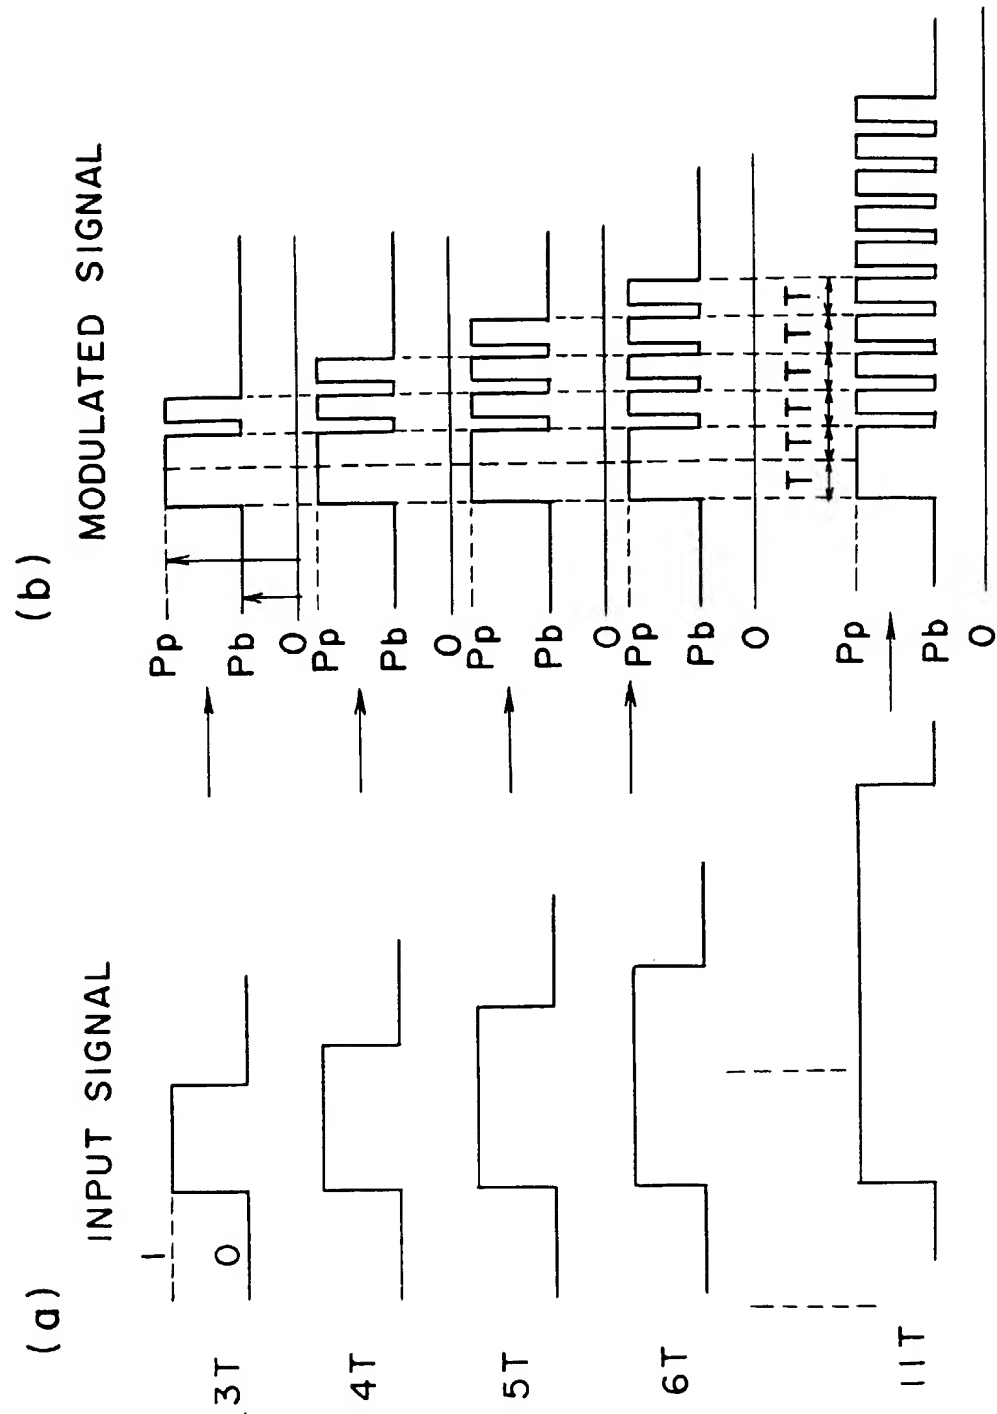 (a)
(b)
INPUT SIGNAL
MODULATED SIGNAL
3T
1
0
Pp
Pb
0
4T
Pp
Pb
0
5T
Pp
Pb
0
6T
Pp
Pb
0
T T T T T T
11T
Pp
Pb
0